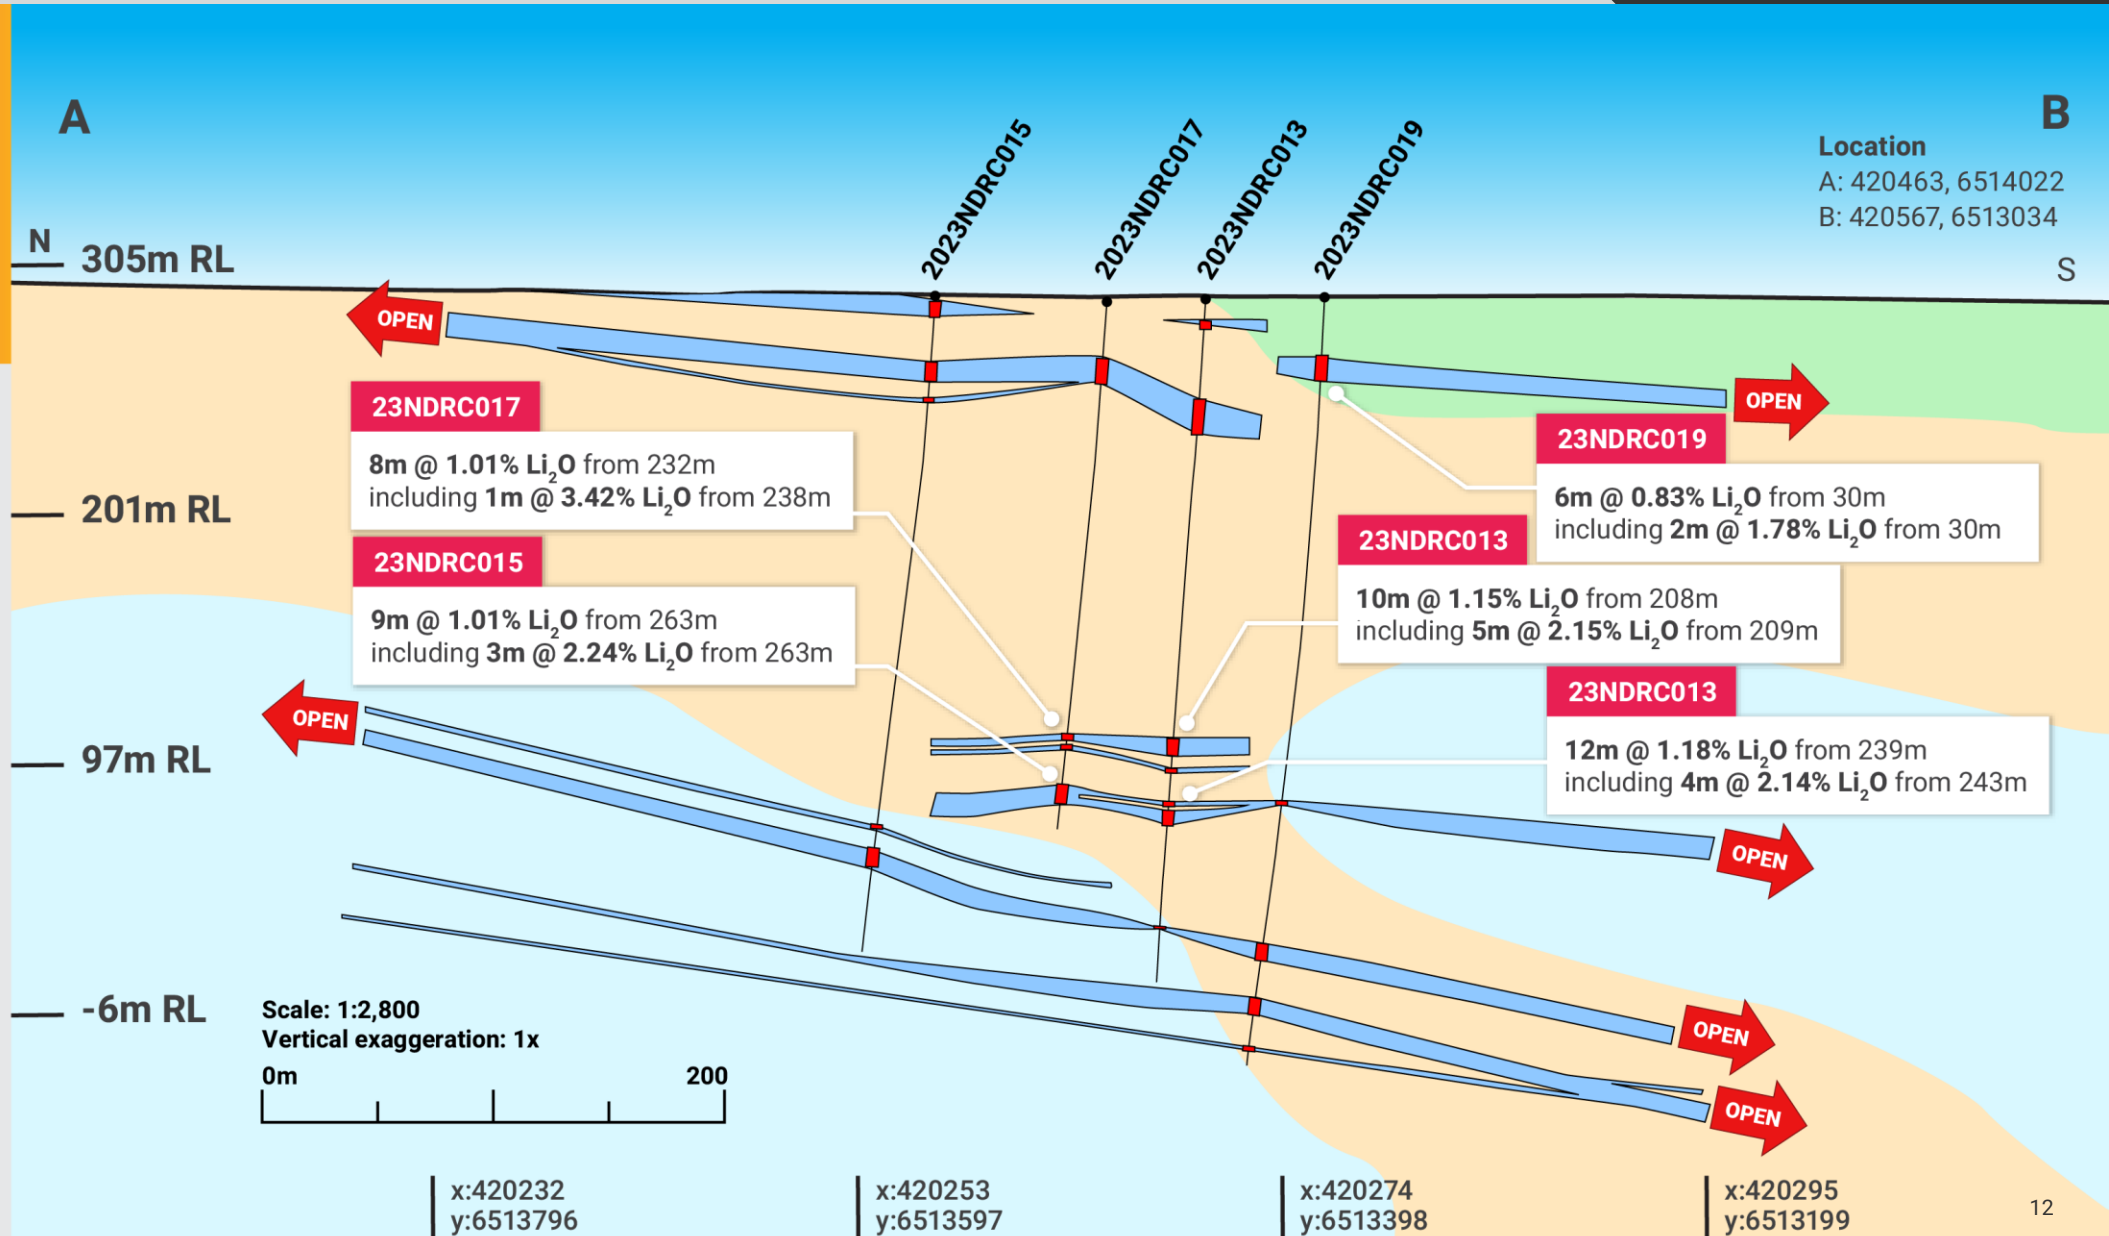 A
B
Location
A: 420463, 6514022
B: 420567, 6513034
N
S
305m RL
201m RL
97m RL
-6m RL
2023NDRC015
2023NDRC017
2023NDRC013
2023NDRC019
OPEN
OPEN
23NDRC017
8m @ 1.01% Li₂O from 232m
including 1m @ 3.42% Li₂O from 238m
23NDRC019
6m @ 0.83% Li₂O from 30m
including 2m @ 1.78% Li₂O from 30m
23NDRC015
9m @ 1.01% Li₂O from 263m
including 3m @ 2.24% Li₂O from 263m
23NDRC013
10m @ 1.15% Li₂O from 208m
including 5m @ 2.15% Li₂O from 209m
23NDRC013
12m @ 1.18% Li₂O from 239m
including 4m @ 2.14% Li₂O from 243m
OPEN
OPEN
OPEN
OPEN
Scale: 1:2,800
Vertical exaggeration: 1x
0m 200
x:420232
y:6513796
x:420253
y:6513597
x:420274
y:6513398
x:420295
y:6513199
12